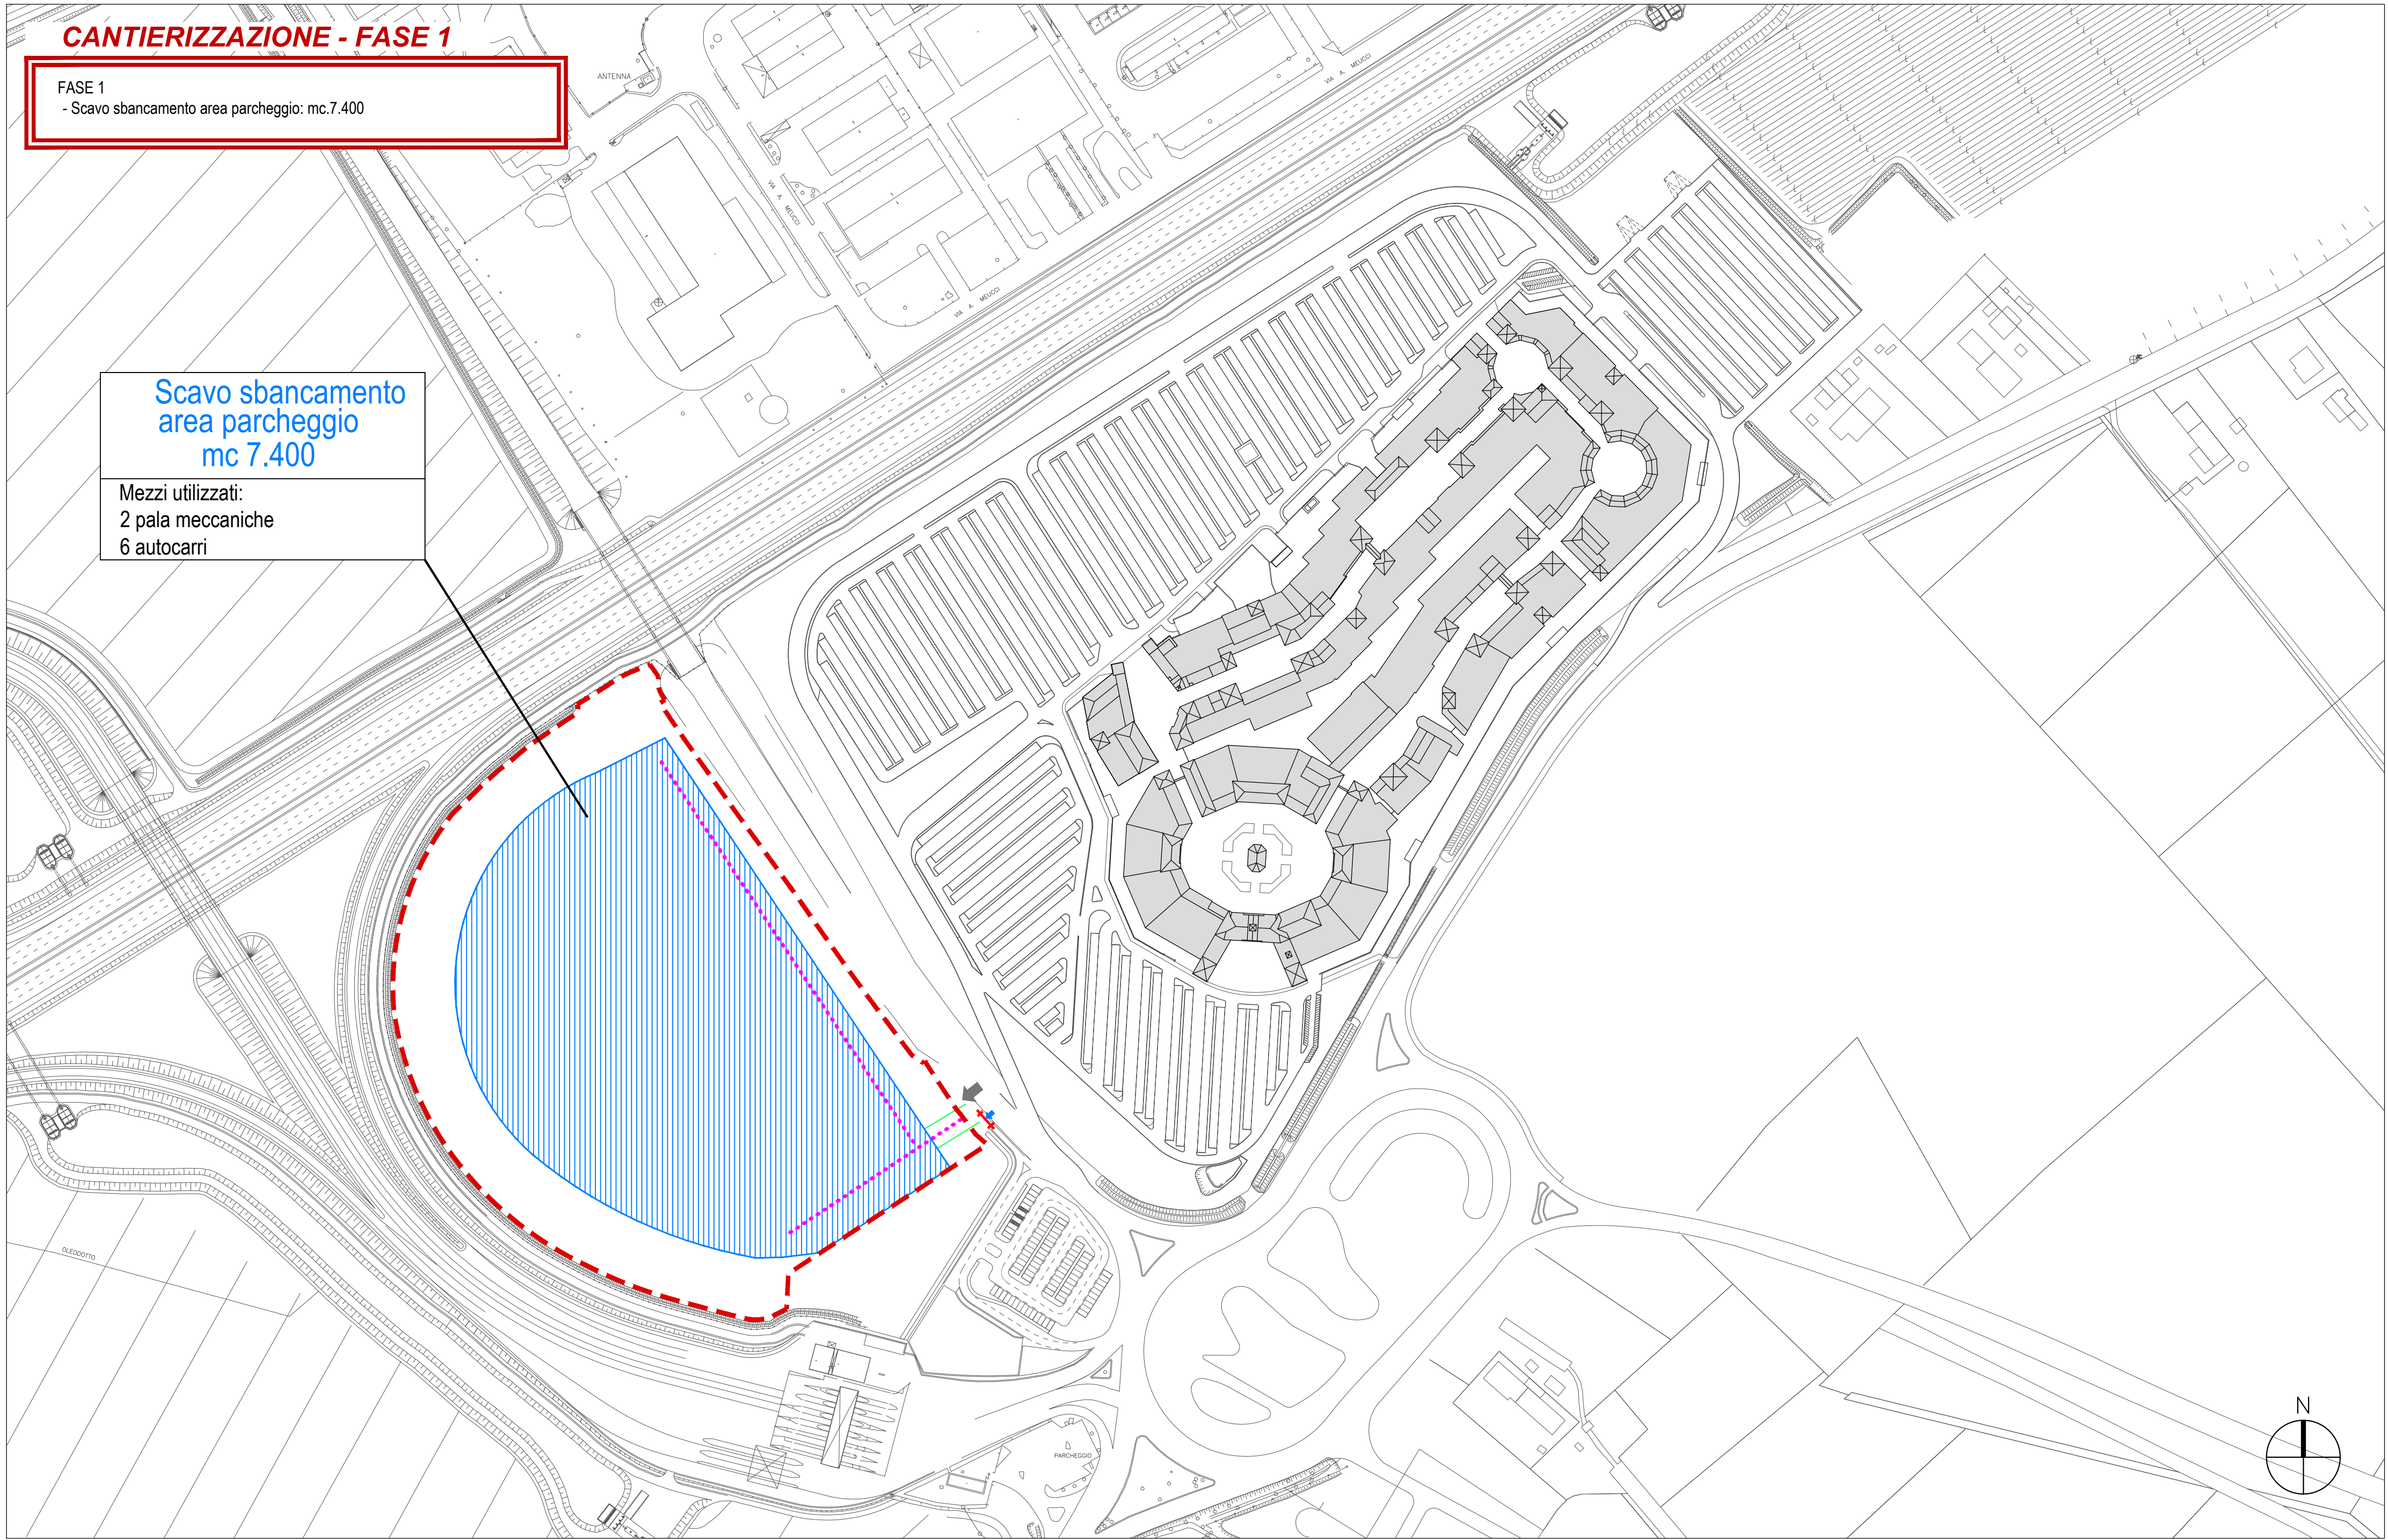 CANTIERIZZAZIONE - FASE 1
FASE 1
- Scavo sbancamento area parcheggio: mc.7.400
ANTENNA
VIA A. MEUCCI
VIA A. MEUCCI
VIA A. MEUCCI
Scavo sbancamento
area parcheggio
mc 7.400
Mezzi utilizzati:
2 pala meccaniche
6 autocarri
OLEODOTTO
PARCHEGGIO
N